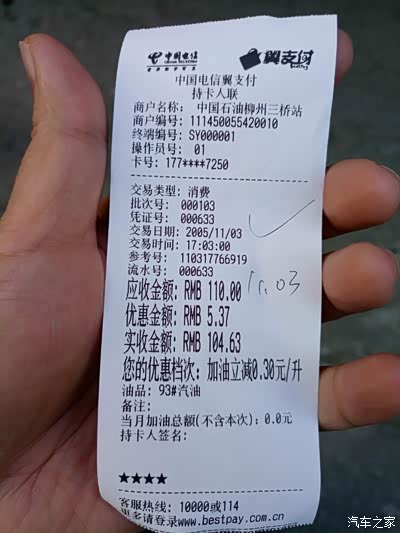 中国电信 翼支付
中国电信翼支付
持卡人联
商户名称: 中国石油柳州三桥站
商户编号: 111450055420010
终端编号: SY000001
操作员号: 01
卡号: 177****7250
交易类型: 消费
批次号: 000103
凭证号: 000633
交易日期: 2005/11/03
交易时间: 17:03:00
参考号: 110317766919
流水号: 000633
11.03
应收金额: RMB 110.00
优惠金额: RMB 5.37
实收金额: RMB 104.63
您的优惠档次: 加油立减0.30元/升
油品: 93#汽油
备注:
当月加油总额(不含本次): 0.0元
持卡人签名:
★★★★
客服热线: 10000或114
更多请登录www.bestpay.com.cn
汽车之家